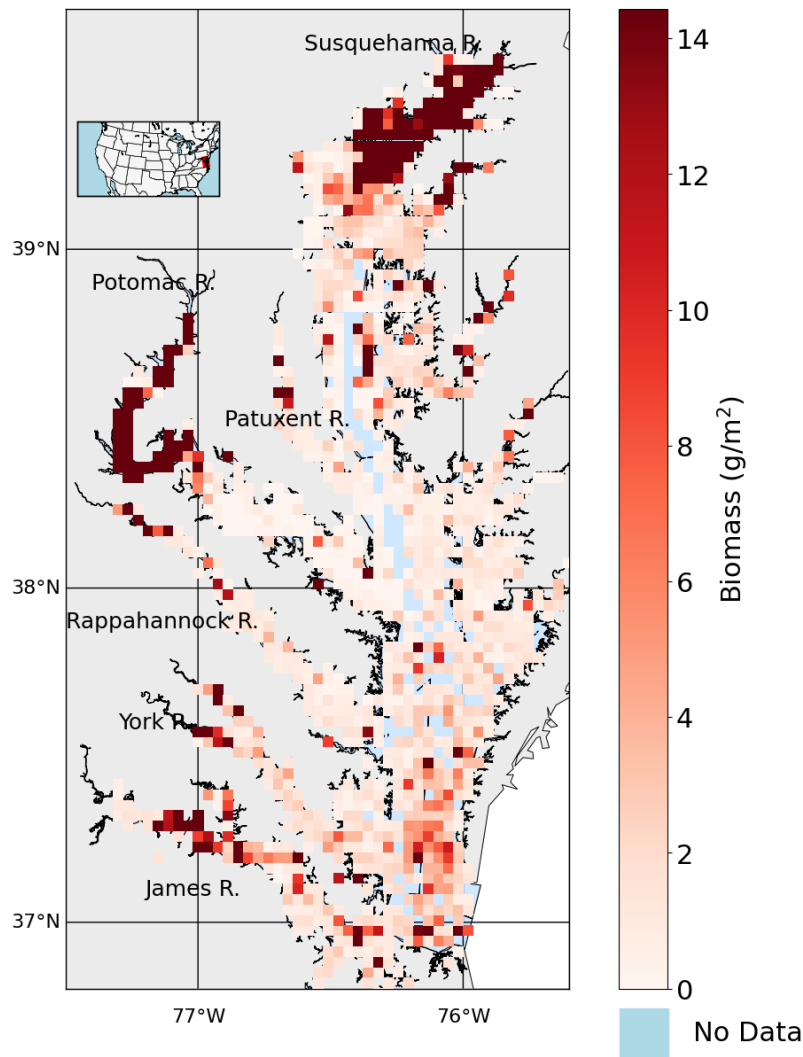 Susquehanna R.
39°N
Potomac R.
Patuxent R.
38°N
Rappahannock R.
York R.
James R.
37°N
77°W
76°W
14
12
10
8
6
4
2
0
Biomass (g/m²)
No Data